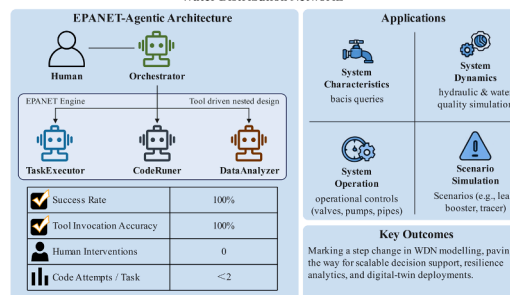 EPANET-Agentic Architecture
Human
Orchestrator
EPANET Engine
Tool driven nested design
TaskExecutor
CodeRuner
DataAnalyzer
Success Rate
100%
Tool Invocation Accuracy
100%
Human Interventions
0
Code Attempts / Task
<2
Applications
System
Characteristics
bacis queries
System
Dynamics
hydraulic & wate
quality simulation
System
Operation
operational controls
(valves, pumps, pipes)
Scenario
Simulation
Scenarios (e.g., lea
booster, tracer)
Key Outcomes
Marking a step change in WDN modelling, pavin
the way for scalable decision support, resilience
analytics, and digital-twin deployments.